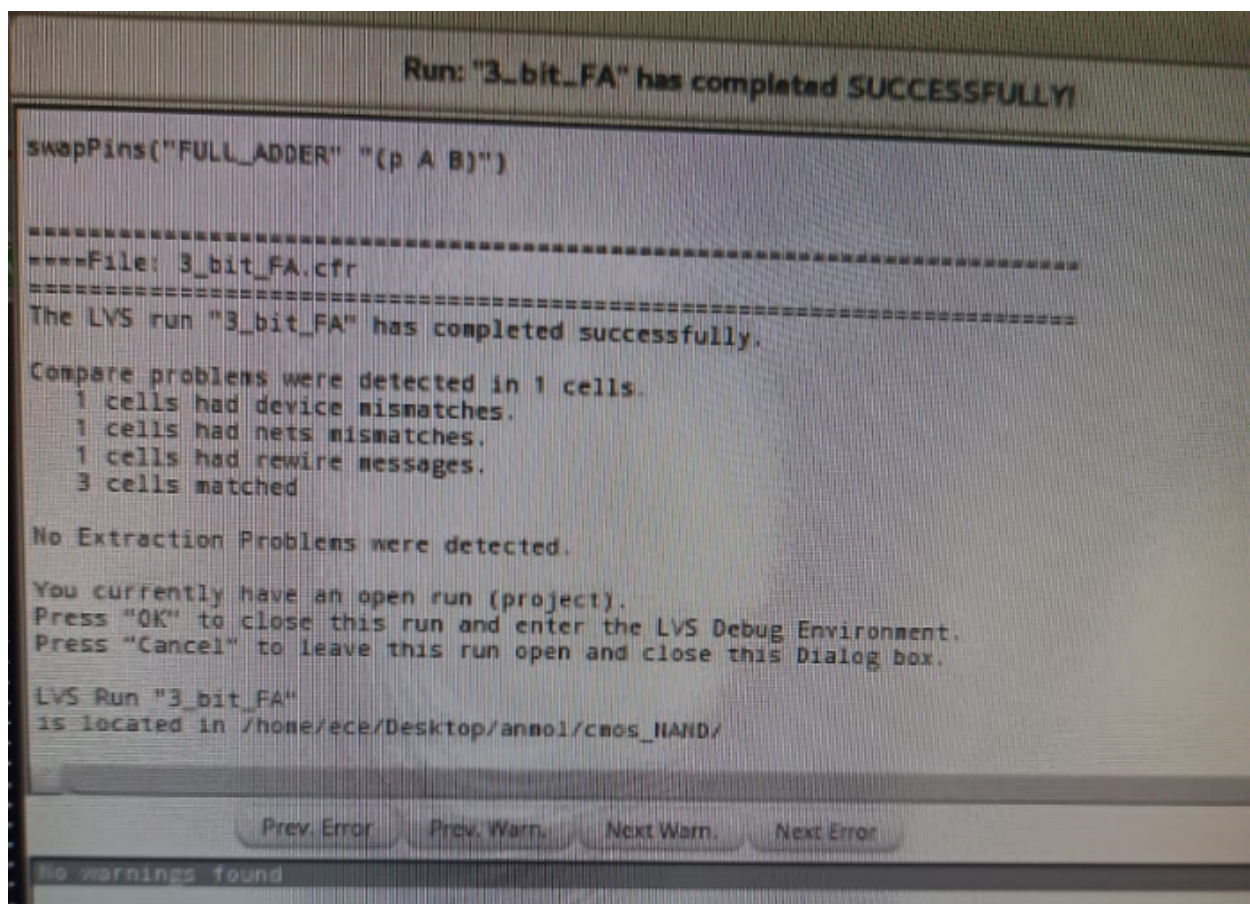 Run: "3_bit_FA" has completed SUCCESSFULLY!
swapPins("FULL_ADDER" "(p A B)")
================================================================================
----File: 3_bit_FA.cfr
================================================================================
The LVS run "3_bit_FA" has completed successfully.
Compare problems were detected in 1 cells.
1 cells had device mismatches.
1 cells had nets mismatches.
1 cells had rewire messages.
3 cells matched
No Extraction Problems were detected.
You currently have an open run (project).
Press "OK" to close this run and enter the LVS Debug Environment.
Press "Cancel" to leave this run open and close this Dialog box.
LVS Run "3_bit_FA"
is located in /home/ece/Desktop/anmol/cmos_NAND/
Prev. Error Prev. Warn. Next Warn. Next Error
No warnings found